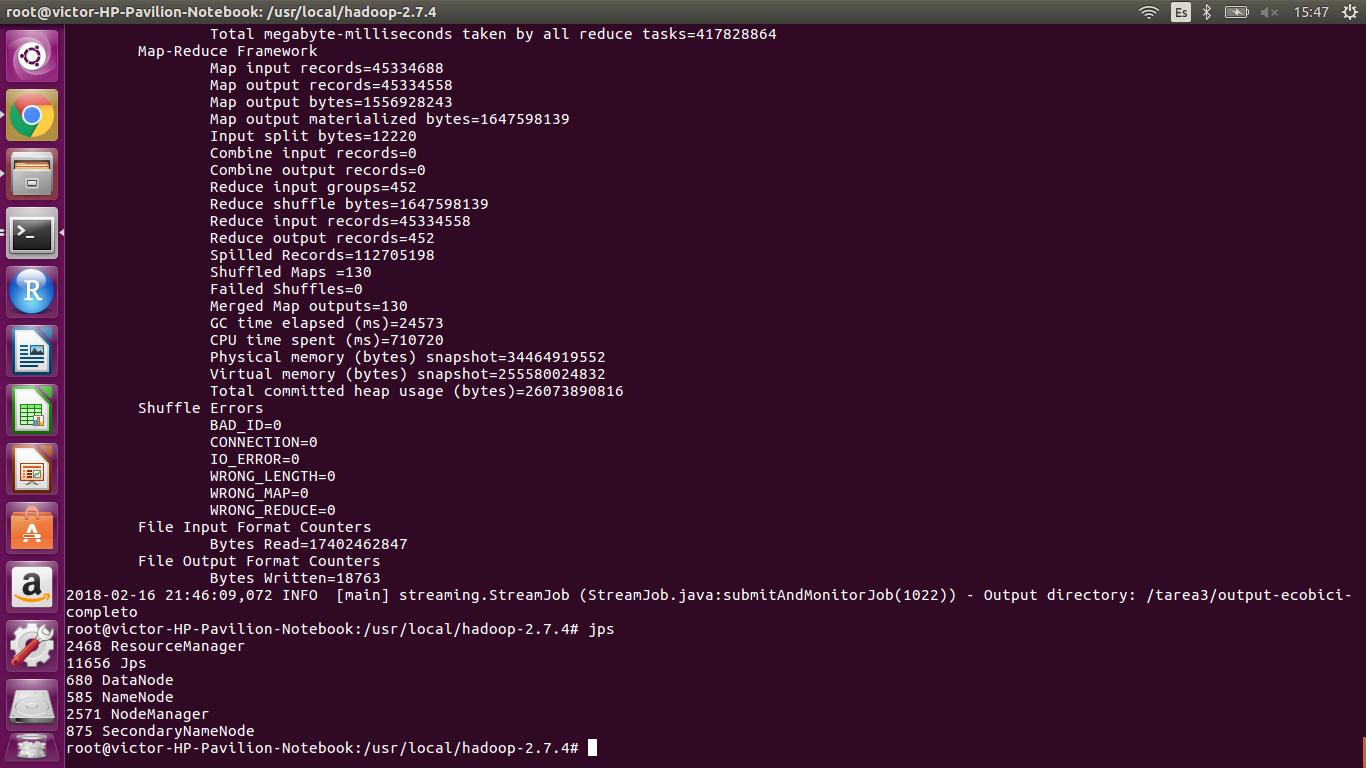 root@victor-HP-Pavilion-Notebook: /usr/local/hadoop-2.7.4
Es
15:47
Total megabyte-milliseconds taken by all reduce tasks=417828864
Map-Reduce Framework
Map input records=45334688
Map output records=45334558
Map output bytes=1556928243
Map output materialized bytes=1647598139
Input split bytes=12220
Combine input records=0
Combine output records=0
Reduce input groups=452
Reduce shuffle bytes=1647598139
Reduce input records=45334558
Reduce output records=452
Spilled Records=112705198
Shuffled Maps =130
Failed Shuffles=0
Merged Map outputs=130
GC time elapsed (ms)=24573
CPU time spent (ms)=710720
Physical memory (bytes) snapshot=34464919552
Virtual memory (bytes) snapshot=255580024832
Total committed heap usage (bytes)=26073890816
Shuffle Errors
BAD_ID=0
CONNECTION=0
IO_ERROR=0
WRONG_LENGTH=0
WRONG_MAP=0
WRONG_REDUCE=0
File Input Format Counters
Bytes Read=17402462847
File Output Format Counters
Bytes Written=18763
2018-02-16 21:46:09,072 INFO  [main] streaming.StreamJob (StreamJob.java:submitAndMonitorJob(1022)) - Output directory: /tarea3/output-ecobici-
completo
root@victor-HP-Pavilion-Notebook:/usr/local/hadoop-2.7.4# jps
2468 ResourceManager
11656 Jps
680 DataNode
585 NameNode
2571 NodeManager
875 SecondaryNameNode
root@victor-HP-Pavilion-Notebook:/usr/local/hadoop-2.7.4#
>_
R
A
a